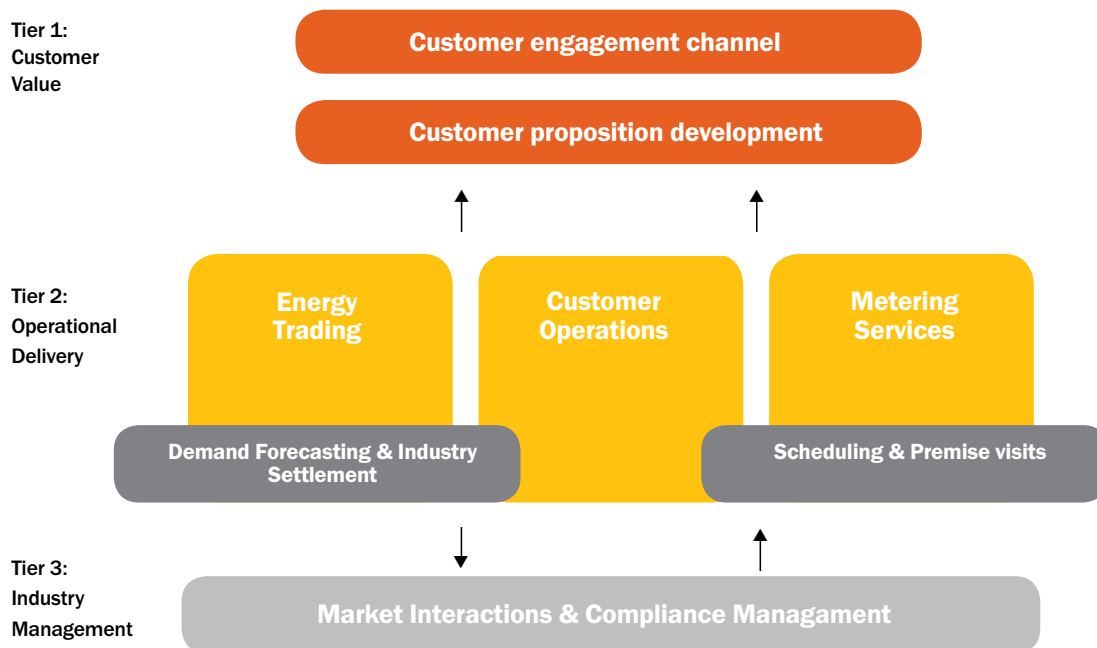 Tier 1:
Customer
Value
Customer engagement channel
Customer proposition development
Tier 2:
Operational
Delivery
Energy
Trading
Customer
Operations
Metering
Services
Demand Forecasting & Industry
Settlement
Scheduling & Premise visits
Tier 3:
Industry
Management
Market Interactions & Compliance Managament